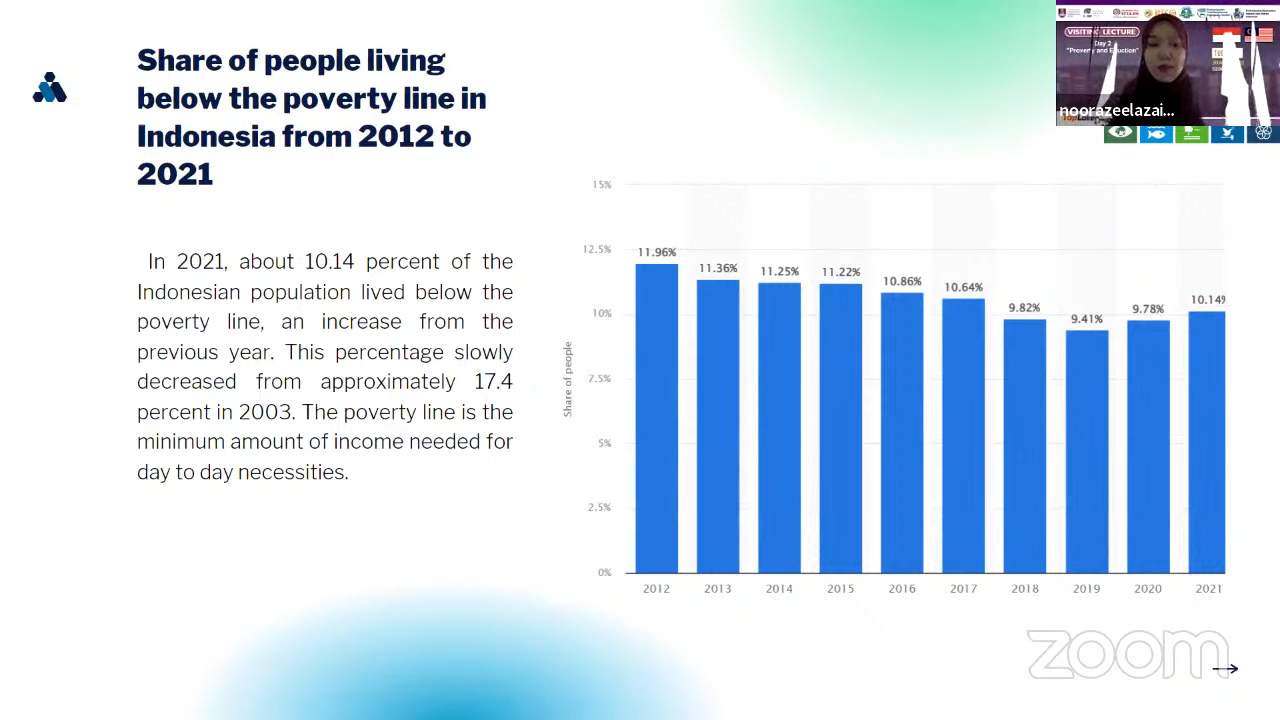 Share of people living
below the poverty line in
Indonesia from 2012 to
2021
In 2021, about 10.14 percent of the
Indonesian population lived below the
poverty line, an increase from the
previous year. This percentage slowly
decreased from approximately 17.4
percent in 2003. The poverty line is the
minimum amount of income needed for
day to day necessities.
VISITING LECTURE
Day 2
noorazeelazai...
Share of people
15%
12.5%
10%
7.5%
5%
2.5%
0%
11.96%
11.36%
11.25%
11.22%
10.86%
10.64%
9.82%
9.41%
9.78%
10.149
2012 2013 2014 2015 2016 2017 2018 2019 2020 2021
zoom